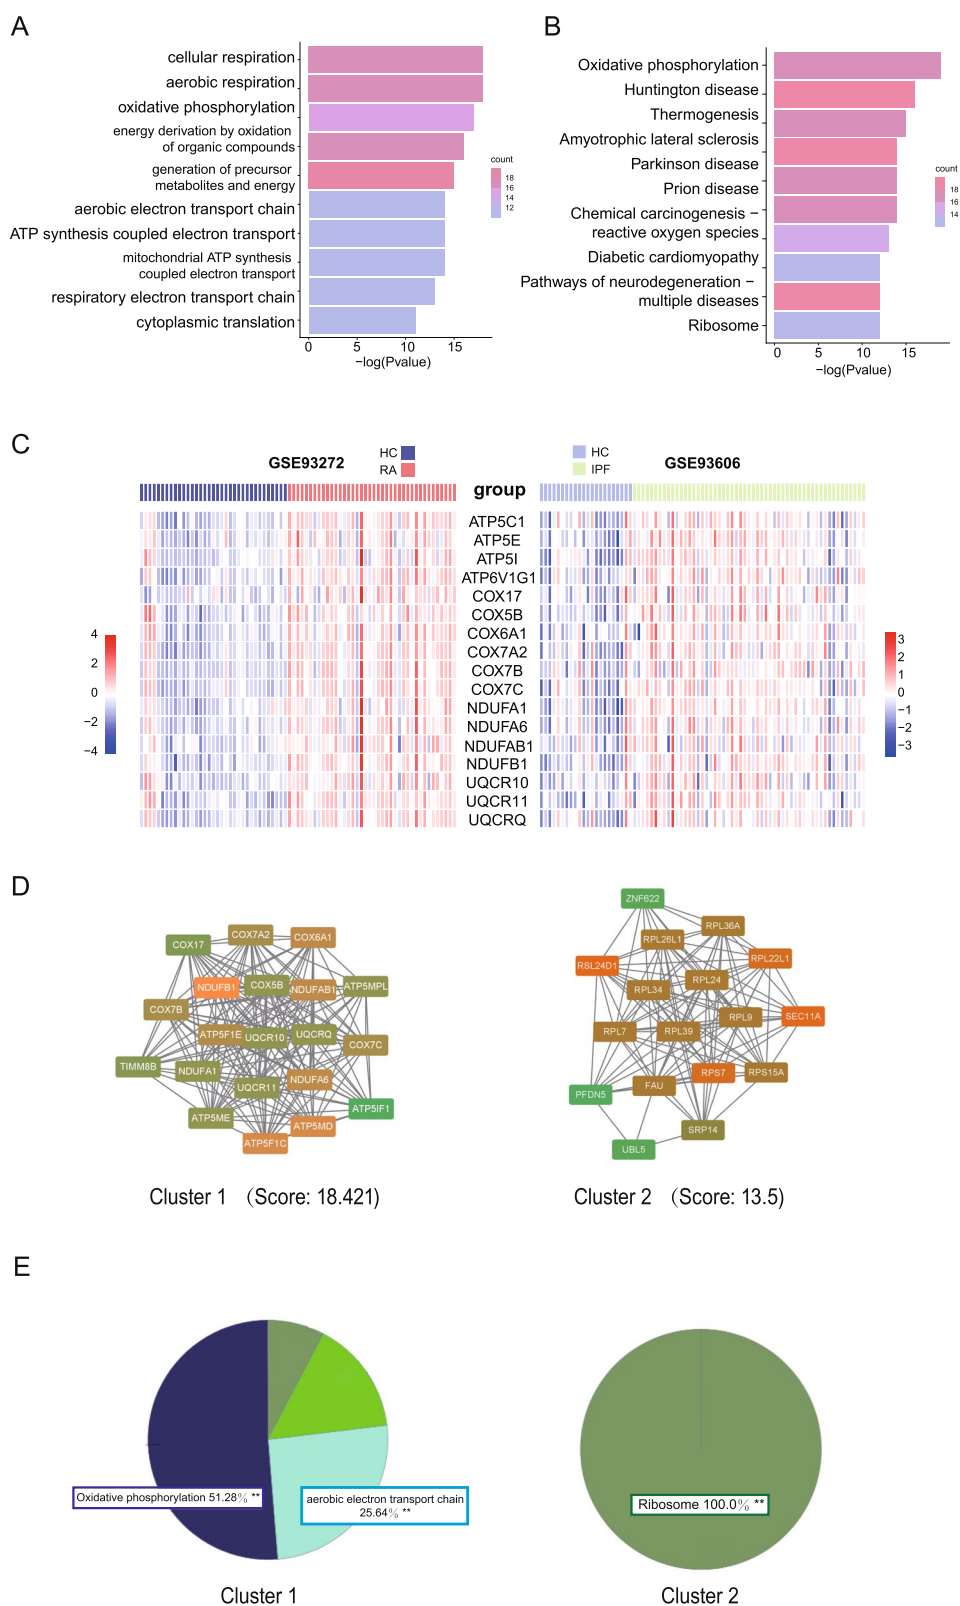 A
cellular respiration
aerobic respiration
oxidative phosphorylation
energy derivation by oxidation
of organic compounds
generation of precursor
metabolites and energy
aerobic electron transport chain
ATP synthesis coupled electron transport
mitochondrial ATP synthesis
coupled electron transport
respiratory electron transport chain
cytoplasmic translation
0 5 10 15
−log(Pvalue)
count
18
16
14
12
B
Oxidative phosphorylation
Huntington disease
Thermogenesis
Amyotrophic lateral sclerosis
Parkinson disease
Prion disease
Chemical carcinogenesis −
reactive oxygen species
Diabetic cardiomyopathy
Pathways of neurodegeneration −
multiple diseases
Ribosome
0 5 10 15
−log(Pvalue)
count
18
16
14
C
GSE93272
HC
RA
HC
IPF
GSE93606
group
ATP5C1
ATP5E
ATP5I
ATP6V1G1
COX17
COX5B
COX6A1
COX7A2
COX7B
COX7C
NDUFA1
NDUFA6
NDUFAB1
NDUFB1
UQCR10
UQCR11
UQCRQ
4
2
0
−2
−4
3
2
1
0
−1
−2
−3
D
COX17
COX7A2
COX6A1
NDUFB1
COX5B
NDUFAB1
ATP5MPL
COX7B
ATP5F1E
UQCR10
UQCRQ
COX7C
TIMM8B
NDUFA1
UQCR11
NDUFA6
ATP5IF1
ATP5ME
ATP5MD
ATP5F1C
Cluster 1 (Score: 18.421)
ZNF622
RPL26L1
RPL36A
RSL24D1
RPL22L1
RPL34
RPL24
RPL7
RPL39
RPL9
SEC11A
RPS7
RPS15A
PFDN5
FAU
SRP14
UBL5
Cluster 2 (Score: 13.5)
E
Oxidative phosphorylation 51.28% **
aerobic electron transport chain
25.64% **
Cluster 1
Ribosome 100.0% **
Cluster 2